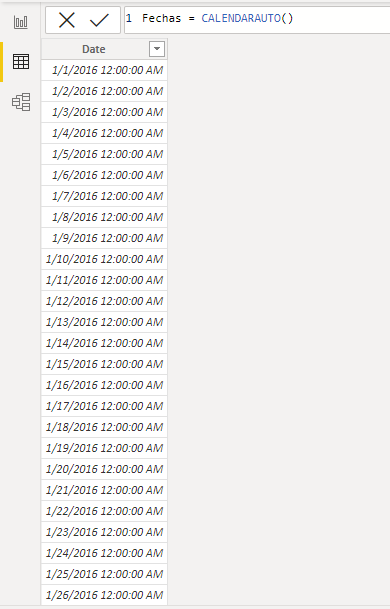 1 Fechas = CALENDARAUTO()
Date
1/1/2016 12:00:00 AM
1/2/2016 12:00:00 AM
1/3/2016 12:00:00 AM
1/4/2016 12:00:00 AM
1/5/2016 12:00:00 AM
1/6/2016 12:00:00 AM
1/7/2016 12:00:00 AM
1/8/2016 12:00:00 AM
1/9/2016 12:00:00 AM
1/10/2016 12:00:00 AM
1/11/2016 12:00:00 AM
1/12/2016 12:00:00 AM
1/13/2016 12:00:00 AM
1/14/2016 12:00:00 AM
1/15/2016 12:00:00 AM
1/16/2016 12:00:00 AM
1/17/2016 12:00:00 AM
1/18/2016 12:00:00 AM
1/19/2016 12:00:00 AM
1/20/2016 12:00:00 AM
1/21/2016 12:00:00 AM
1/22/2016 12:00:00 AM
1/23/2016 12:00:00 AM
1/24/2016 12:00:00 AM
1/25/2016 12:00:00 AM
1/26/2016 12:00:00 AM